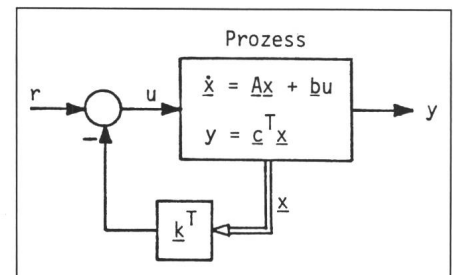 Prozess
ẋ = Ax + bu
y = cᵀx
r
u
y
−
x
kᵀ